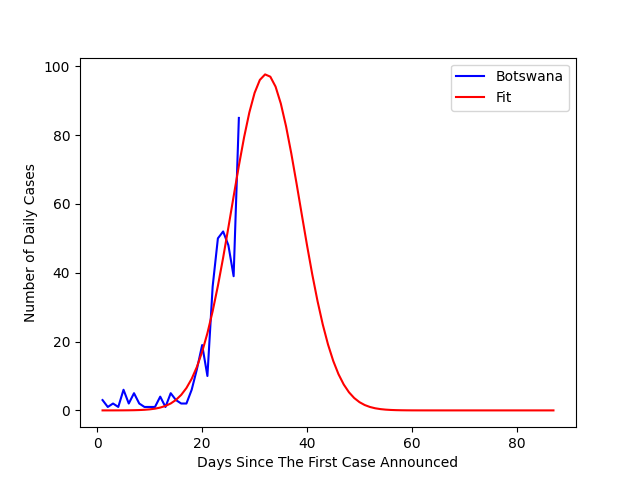 100
80
60
40
20
0
Number of Daily Cases
Botswana
Fit
0 20 40 60 80
Days Since The First Case Announced